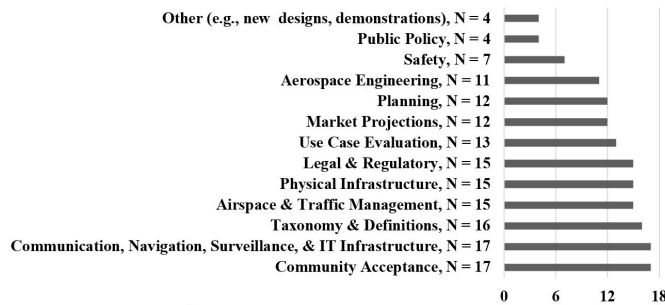 Other (e.g., new designs, demonstrations), N = 4
Public Policy, N = 4
Safety, N = 7
Aerospace Engineering, N = 11
Planning, N = 12
Market Projections, N = 12
Use Case Evaluation, N = 13
Legal & Regulatory, N = 15
Physical Infrastructure, N = 15
Airspace & Traffic Management, N = 15
Taxonomy & Definitions, N = 16
Communication, Navigation, Surveillance, & IT Infrastructure, N = 17
Community Acceptance, N = 17
0 6 12 18